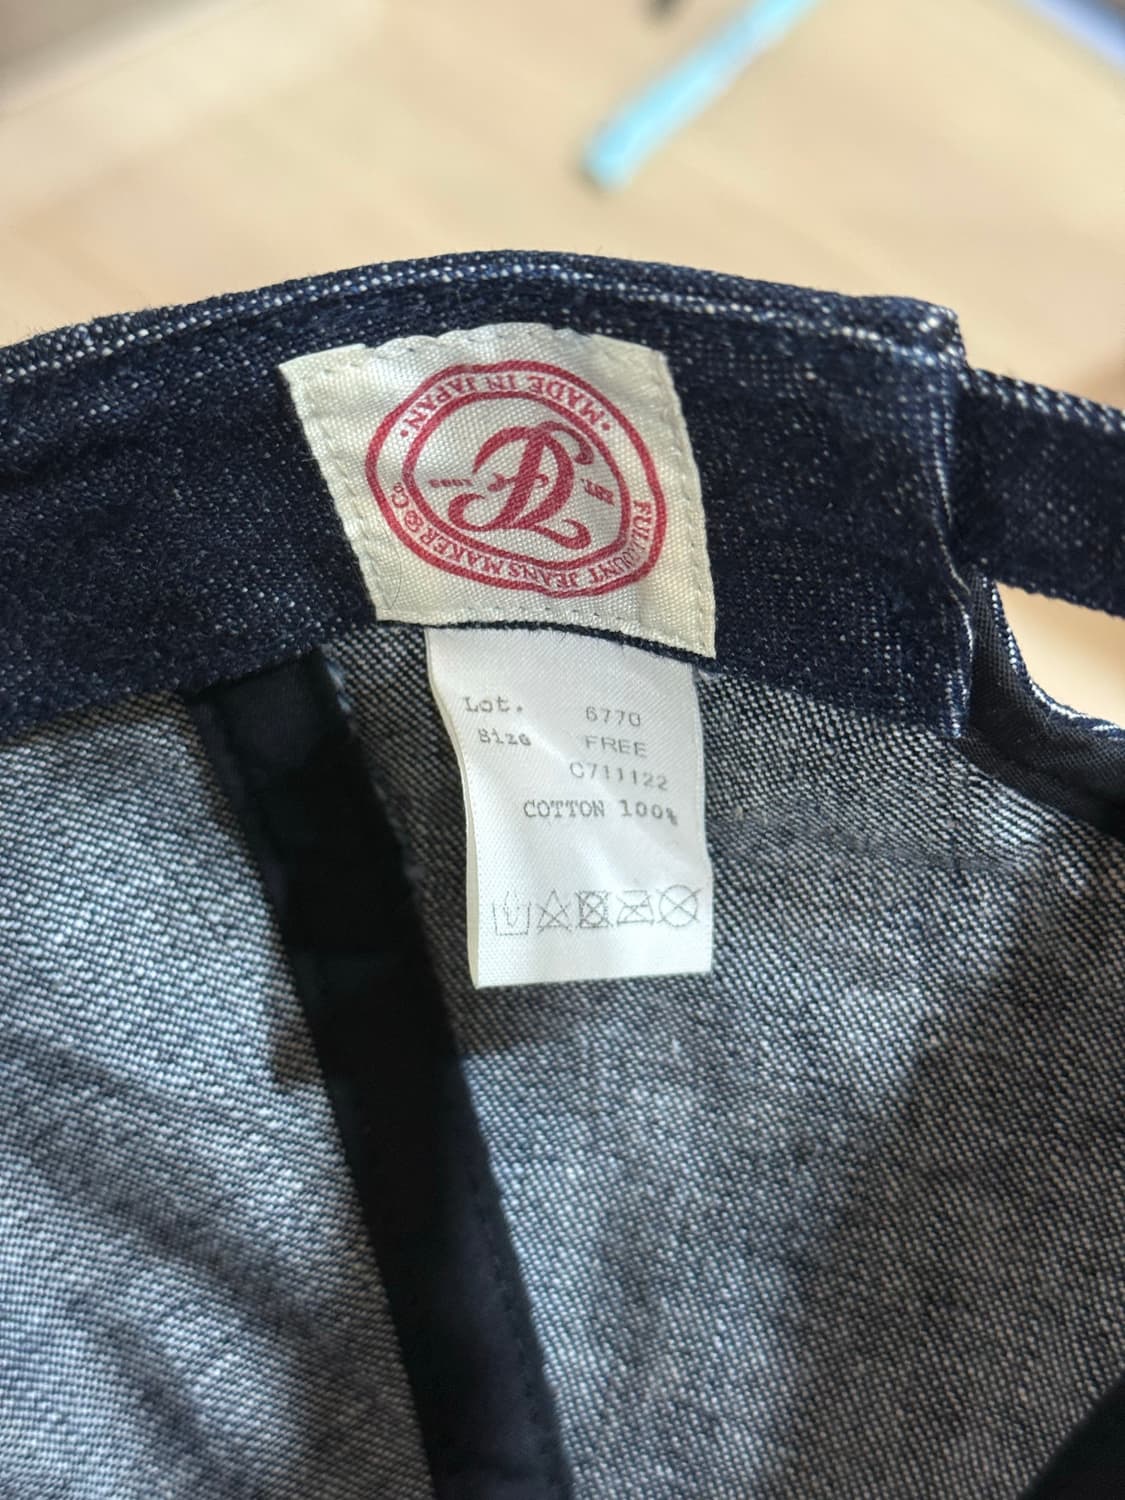 MADE IN JAPAN
FULLCOUNT JEANS MAKER & CO
Lot. 6770
Size FREE
C711122
COTTON 100%